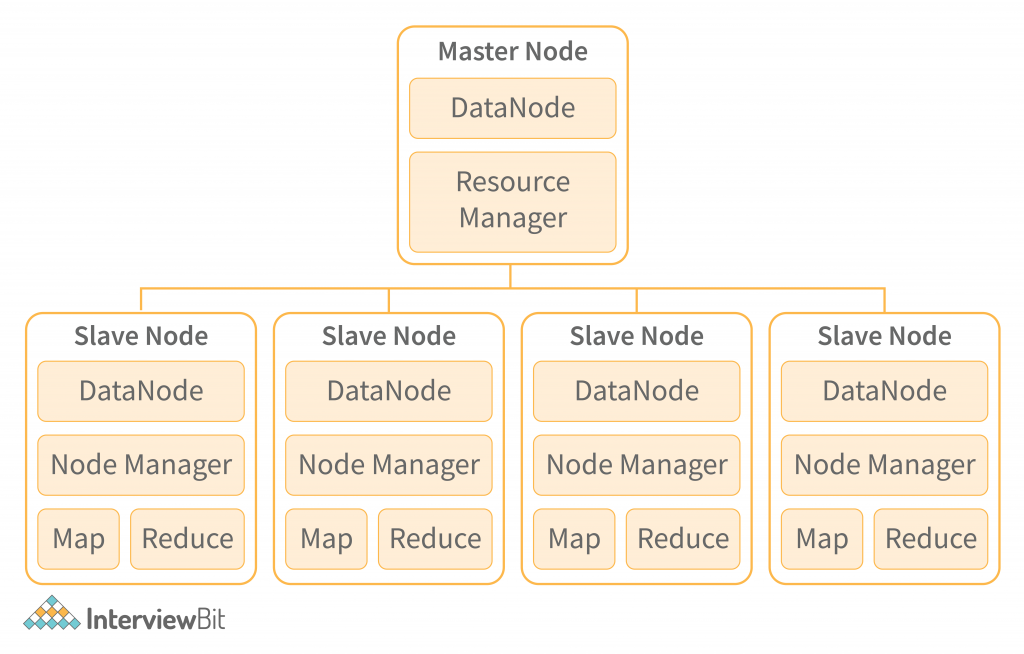 Master Node
DataNode
Resource
Manager
Slave Node
DataNode
Node Manager
Map Reduce
Slave Node
DataNode
Node Manager
Map Reduce
Slave Node
DataNode
Node Manager
Map Reduce
Slave Node
DataNode
Node Manager
Map Reduce
InterviewBit